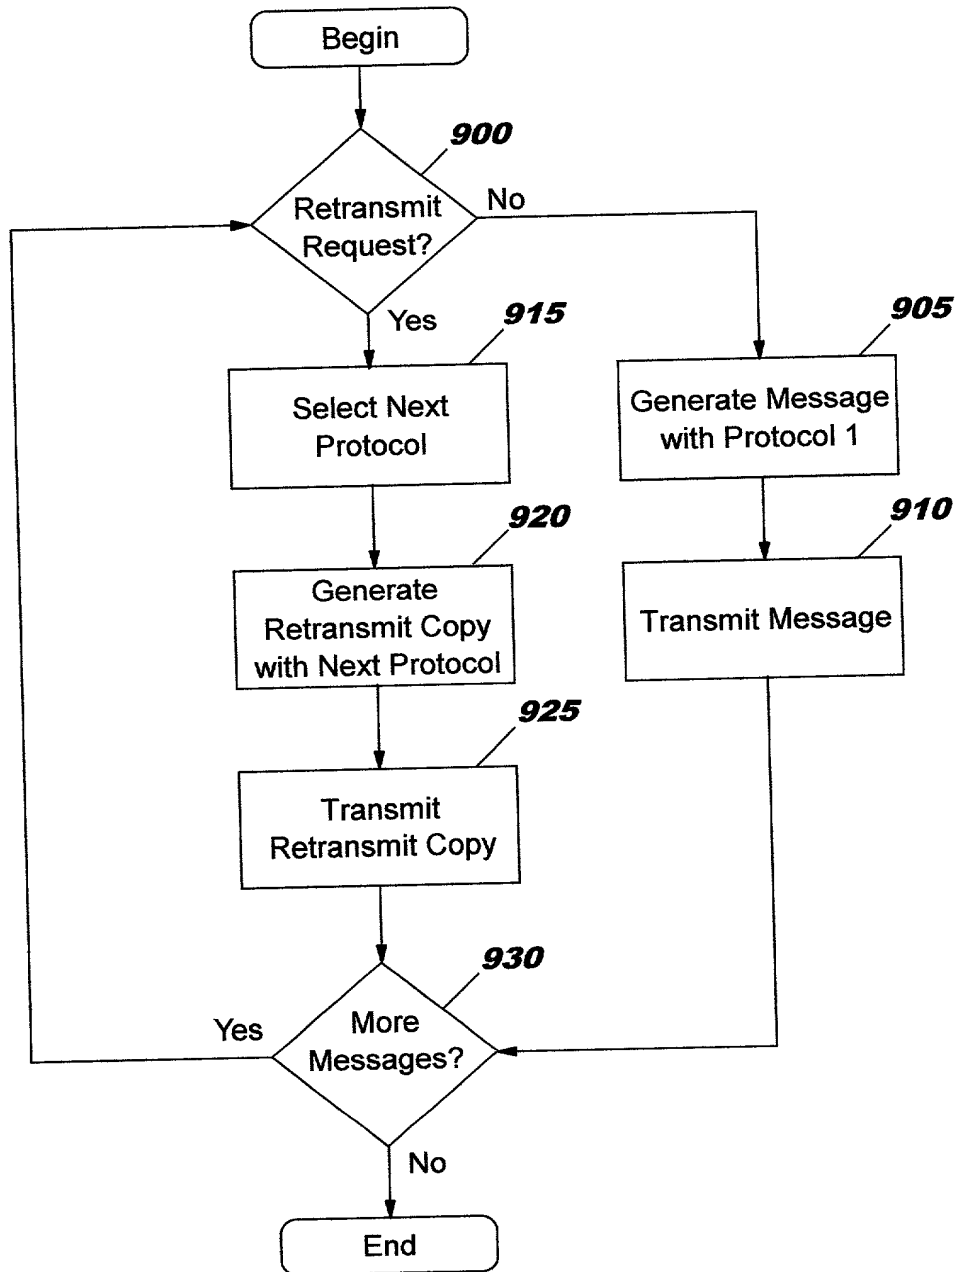 Begin
900
Retransmit
Request?
No
Yes
915
905
Select Next
Protocol
Generate Message
with Protocol 1
920
910
Generate
Retransmit Copy
with Next Protocol
Transmit Message
925
Transmit
Retransmit Copy
930
More
Messages?
Yes
No
End